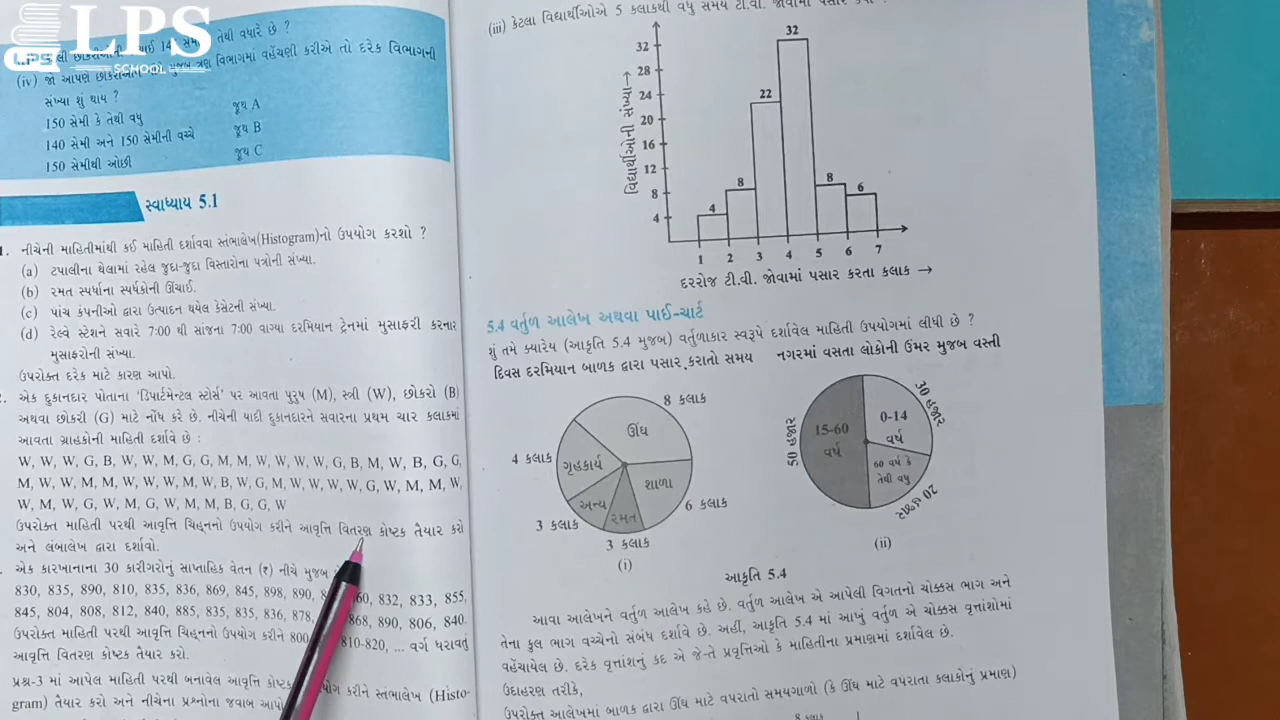 LPS
SCHOOL
તેથી વધારે છે ?
(iv) જો આપણે છોકરીઓની મુજબ ત્રણ વિભાગમાં વહેંચણી કરીએ તો દરેક વિભાગની
સંખ્યા શું થાય ?
150 સેમી કે તેથી વધુ જૂથ A
140 સેમી અને 150 સેમીની વચ્ચે જૂથ B
150 સેમીથી ઓછી જૂથ C
સ્વાધ્યાય 5.1
1. નીચેની માહિતીમાંથી કઈ માહિતી દર્શાવવા સ્તંભાલેખ(Histogram)નો ઉપયોગ કરશો ?
(a) ટપાલીના થેલામાં રહેલ જુદા-જુદા વિસ્તારોના પત્રોની સંખ્યા.
(b) રમત સ્પર્ધાના સ્પર્ધકોની ઊંચાઈ.
(c) પાંચ કંપનીઓ દ્વારા ઉત્પાદન થયેલ કેસેટની સંખ્યા.
(d) રેલ્વે સ્ટેશને સવારે 7:00 થી સાંજના 7:00 વાગ્યા દરમિયાન ટ્રેનમાં મુસાફરી કરનાર
મુસાફરોની સંખ્યા.
ઉપરોક્ત દરેક માટે કારણ આપો.
એક દુકાનદાર પોતાના 'ડિપાર્ટમેન્ટલ સ્ટોર્સ' પર આવતા પુરુષ (M), સ્ત્રી (W), છોકરો (B)
અથવા છોકરી (G) માટે નોંધ કરે છે. નીચેની યાદી દુકાનદારને સવારના પ્રથમ ચાર કલાકમાં
આવતા ગ્રાહકોની માહિતી દર્શાવે છે :
W, W, W, G, B, W, W, M, G, G, M, M, W, W, W, W, G, B, M, W, B, G, G,
M, W, W, M, M, W, W, W, M, W, B, W, G, M, W, W, W, W, G, W, M, M, W,
W, M, W, G, W, M, G, W, M, M, B, G, G, W
ઉપરોક્ત માહિતી પરથી આવૃત્તિ ચિહ્નનો ઉપયોગ કરીને આવૃત્તિ વિતરણ કોષ્ટક તૈયાર કરો
અને લંબાલેખ દ્વારા દર્શાવો.
એક કારખાનાના 30 કારીગરોનું સાપ્તાહિક વેતન (₹) નીચે મુજબ
830, 835, 890, 810, 835, 836, 869, 845, 898, 890, 832, 833, 855,
845, 804, 808, 812, 840, 885, 835, 835, 836, 878, 868, 890, 806, 840.
ઉપરોક્ત માહિતી પરથી આવૃત્તિ ચિહ્નનો ઉપયોગ કરીને 800 810-820, ... વર્ગ ધરાવતું
આવૃત્તિ વિતરણ કોષ્ટક તૈયાર કરો.
પ્રશ્ન-3 માં આપેલ માહિતી પરથી બનાવેલ આવૃત્તિ કોષ્ટક કરીને સ્તંભાલેખ (Histo-
gram) તૈયાર કરો અને નીચેના પ્રશ્નોના જવાબ આપો
(iii) કેટલા વિદ્યાર્થીઓએ 5 કલાકથી વધુ સમય ટી.વી. જોવામાં પસાર
વિદ્યાર્થીઓની સંખ્યા→
32
28
24
20
16
12
8
4
4 8 22 32 8 6
1 2 3 4 5 6 7
દરરોજ ટી.વી. જોવામાં પસાર કરતા કલાક →
5.4 વર્તુળ આલેખ અથવા પાઈ-ચાર્ટ
શું તમે ક્યારેય (આકૃતિ 5.4 મુજબ) વર્તુળાકાર સ્વરૂપે દર્શાવેલ માહિતી ઉપયોગમાં લીધી છે ?
દિવસ દરમિયાન બાળક દ્વારા પસાર કરાતો સમય નગરમાં વસતા લોકોની ઉંમર મુજબ વસ્તી
8 કલાક
ઊંઘ
4 કલાક
ગૃહકાર્ય
શાળા
6 કલાક
અન્ય
3 કલાક
રમત
3 કલાક
(i)
30 હજાર
0-14
વર્ષ
15-60
વર્ષ
50 હજાર
60 વર્ષ કે
તેથી વધુ
20 હજાર
(ii)
આકૃતિ 5.4
આવા આલેખને વર્તુળ આલેખ કહે છે. વર્તુળ આલેખ એ આપેલી વિગતનો ચોક્કસ ભાગ અને
તેના કુલ ભાગ વચ્ચેનો સંબંધ દર્શાવે છે. અહીં, આકૃતિ 5.4 માં આખું વર્તુળ એ ચોક્કસ વૃત્તાંશોમાં
વહેંચાયેલ છે. દરેક વૃત્તાંશનું કદ એ જે-તે પ્રવૃત્તિઓ કે માહિતીના પ્રમાણમાં દર્શાવેલ છે.
ઉદાહરણ તરીકે,
ઉપરોક્ત આલેખમાં બાળક દ્વારા ઊંઘ માટે વપરાતો સમયગાળો (કે ઊંઘ માટે વપરાતા કલાકોનું પ્રમાણ)